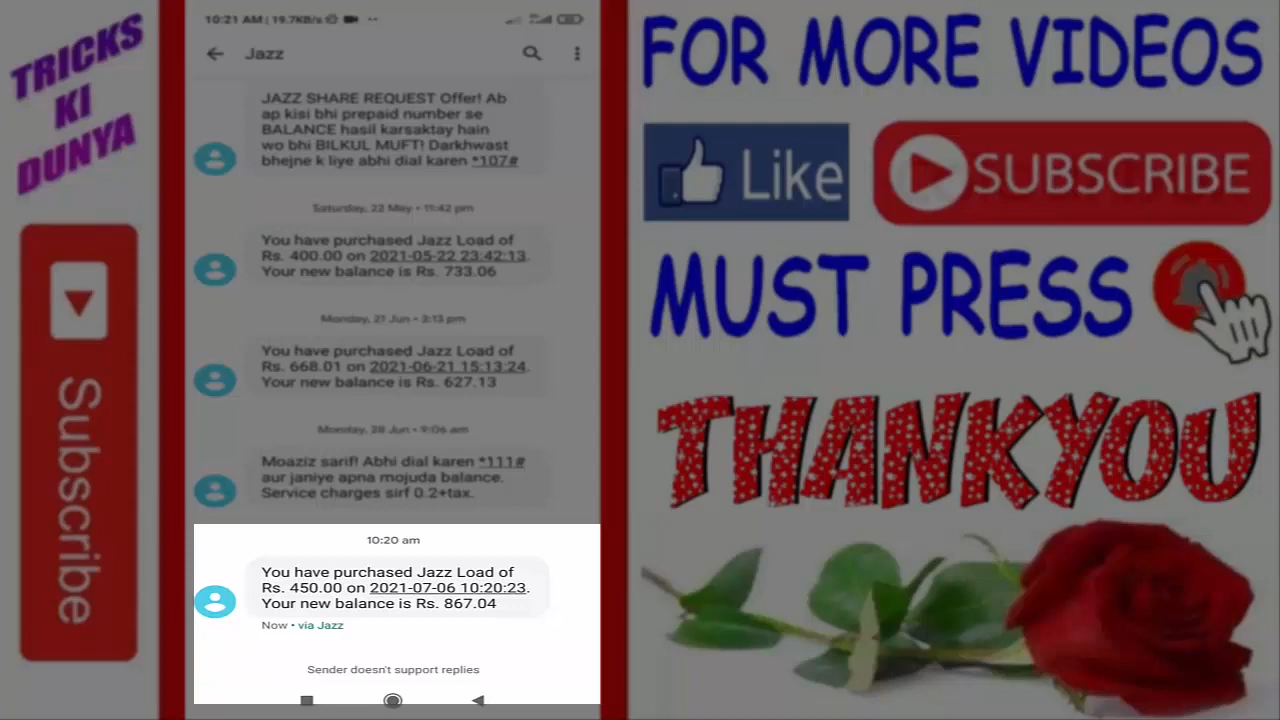 TRICKS
KI
DUNYA
Subscribe
10:21 AM | 19.7KB/s
Jazz
JAZZ SHARE REQUEST Offer! Ab
ap kisi bhi prepaid number se
BALANCE hasil karsaktay hain
wo bhi BILKUL MUFT! Darkhwast
bhejne k liye abhi dial karen *107#
Saturday, 22 May • 11:42 pm
You have purchased Jazz Load of
Rs. 400.00 on 2021-05-22 23:42:13.
Your new balance is Rs. 733.06
Monday, 21 Jun • 3:13 pm
You have purchased Jazz Load of
Rs. 668.01 on 2021-06-21 15:13:24.
Your new balance is Rs. 627.13
Monday, 28 Jun • 9:06 am
Moaziz sarif! Abhi dial karen *111#
aur janiye apna mojuda balance.
Service charges sirf 0.2+tax.
10:20 am
You have purchased Jazz Load of
Rs. 450.00 on 2021-07-06 10:20:23.
Your new balance is Rs. 867.04
Now • via Jazz
Sender doesn't support replies
FOR MORE VIDEOS
Like
SUBSCRIBE
MUST PRESS
THANKYOU